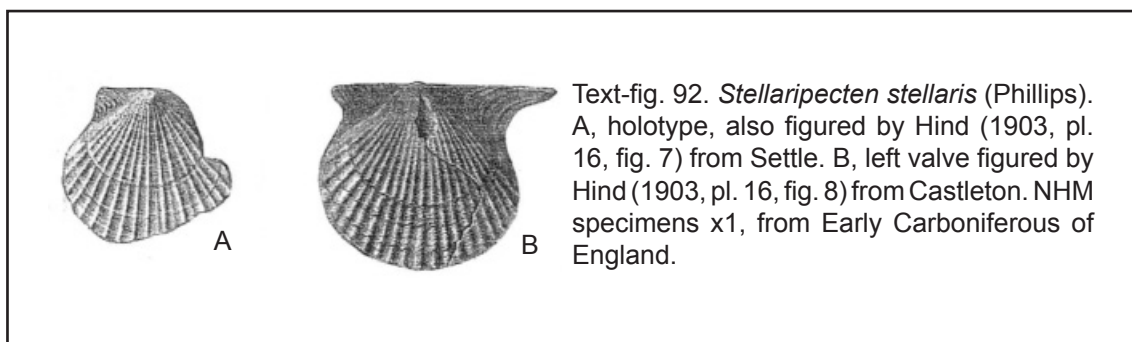 Text-fig. 92. Stellaripecten stellaris (Phillips).
A, holotype, also figured by Hind (1903, pl.
16, fig. 7) from Settle. B, left valve figured by
Hind (1903, pl. 16, fig. 8) from Castleton. NHM
specimens x1, from Early Carboniferous of
England.
A
B